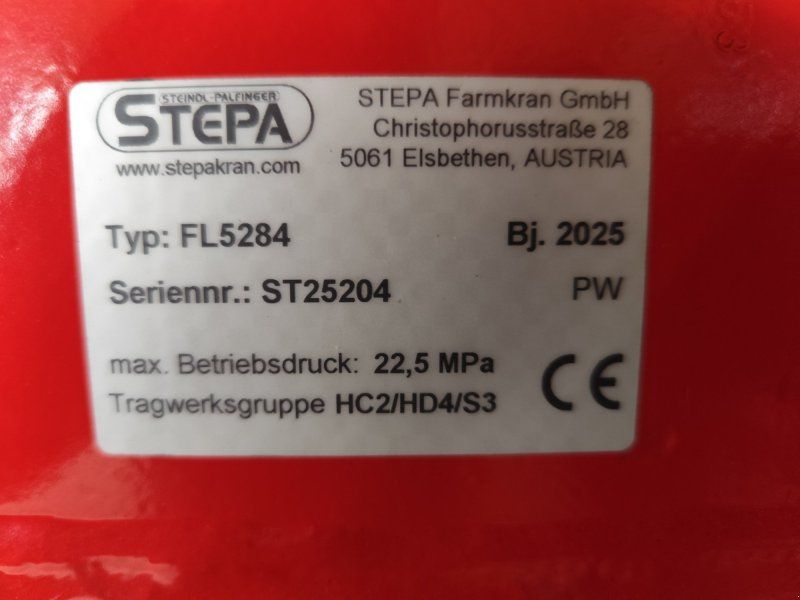 STEINDL-PALFINGER
STEPA
www.stepakran.com
STEPA Farmkran GmbH
Christophorusstraße 28
5061 Elsbethen, AUSTRIA
Typ: FL5284
Bj. 2025
Seriennr.: ST25204
PW
max. Betriebsdruck: 22,5 MPa
Tragwerksgruppe HC2/HD4/S3
CE